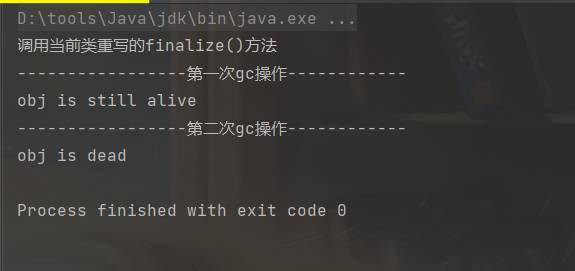 D:\tools\Java\jdk\bin\java.exe ...
调用当前类重写的finalize()方法
-----------------第一次gc操作------------
obj is still alive
-----------------第二次gc操作------------
obj is dead
Process finished with exit code 0